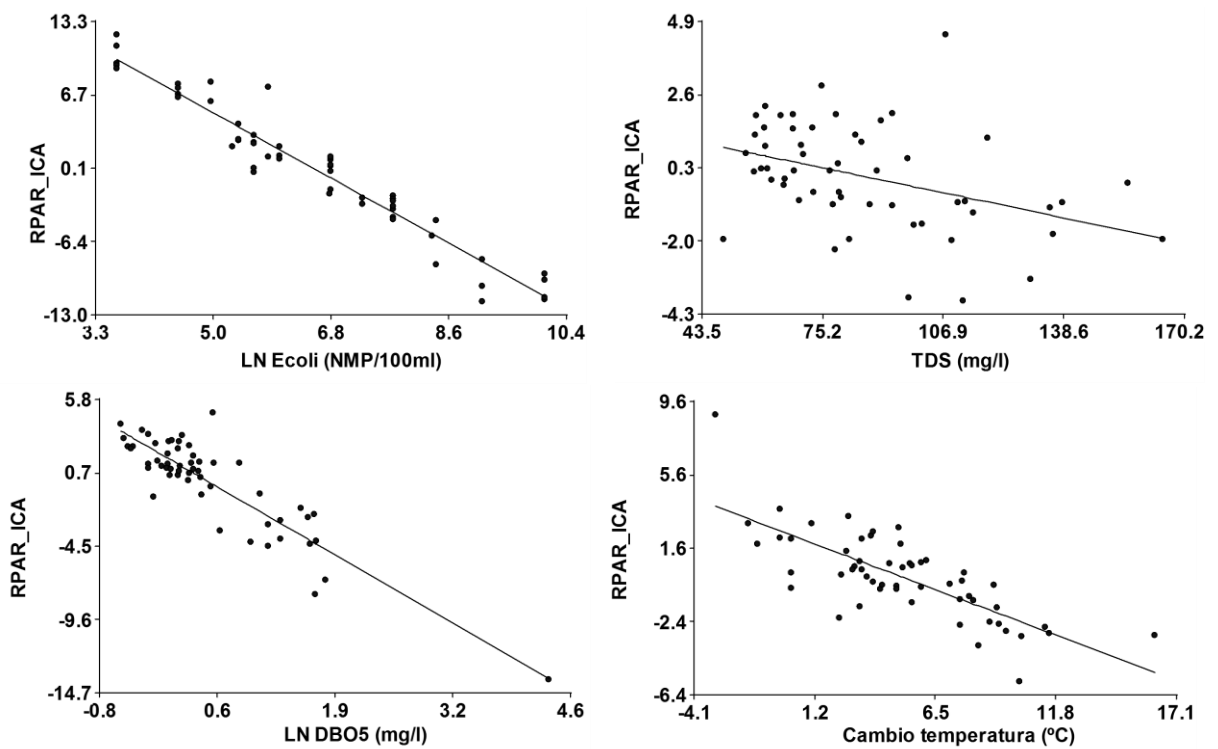 13.3
6.7
0.1
-6.4
-13.0
RPAR_ICA
3.3 5.0 6.8 8.6 10.4
LN Ecoli (NMP/100ml)
4.9
2.6
0.3
-2.0
-4.3
RPAR_ICA
43.5 75.2 106.9 138.6 170.2
TDS (mg/l)
5.8
0.7
-4.5
-9.6
-14.7
RPAR_ICA
-0.8 0.6 1.9 3.2 4.6
LN DBO5 (mg/l)
9.6
5.6
1.6
-2.4
-6.4
RPAR_ICA
-4.1 1.2 6.5 11.8 17.1
Cambio temperatura (ºC)